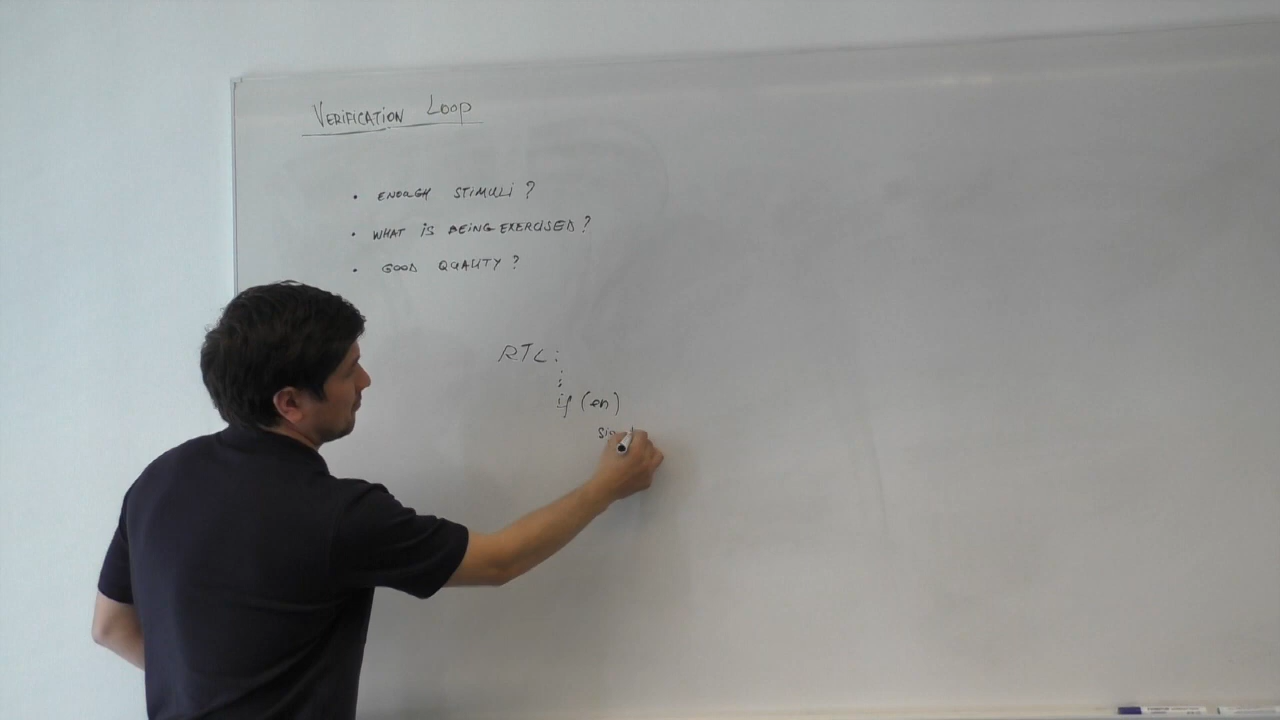 VERIFICATION LOOP
• ENOUGH STIMULI ?
• WHAT IS BEING EXERCISED ?
• GOOD QUALITY ?
RTL :
if (en)